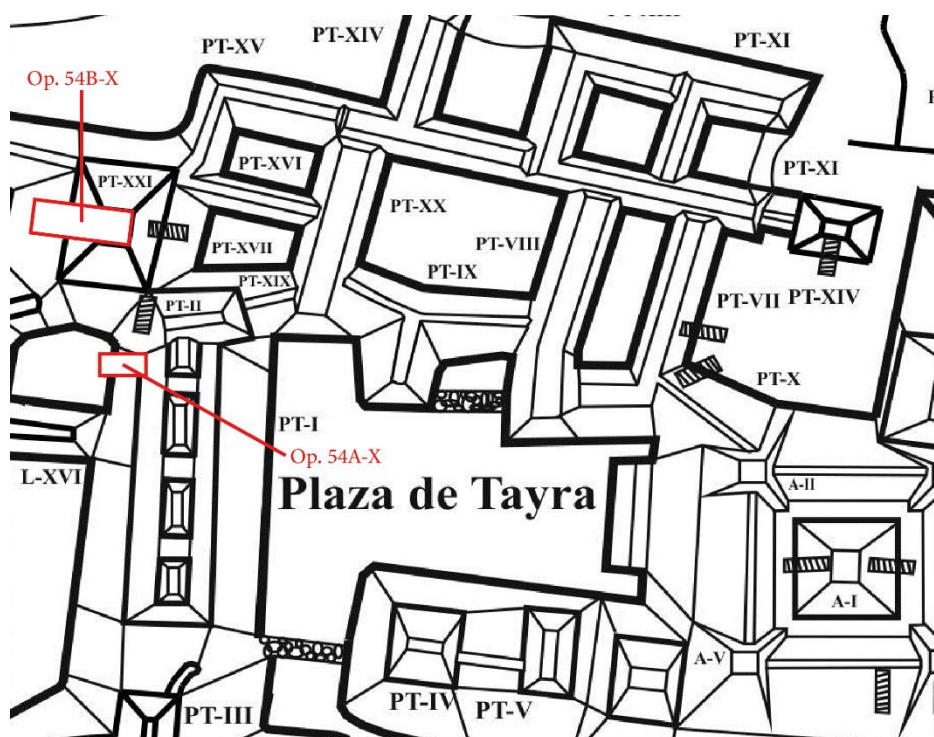 PT-XV
PT-XIV
PT-XI
Op. 54B-X
PT-XVI
PT-XXI
PT-XI
PT-XX
PT-XVII
PT-VIII
PT-IX
PT-XIX
PT-II
PT-VII
PT-XIV
PT-X
PT-I
Op. 54A-X
L-XVI
Plaza de Tayra
A-II
A-I
A-V
PT-IV
PT-V
PT-III